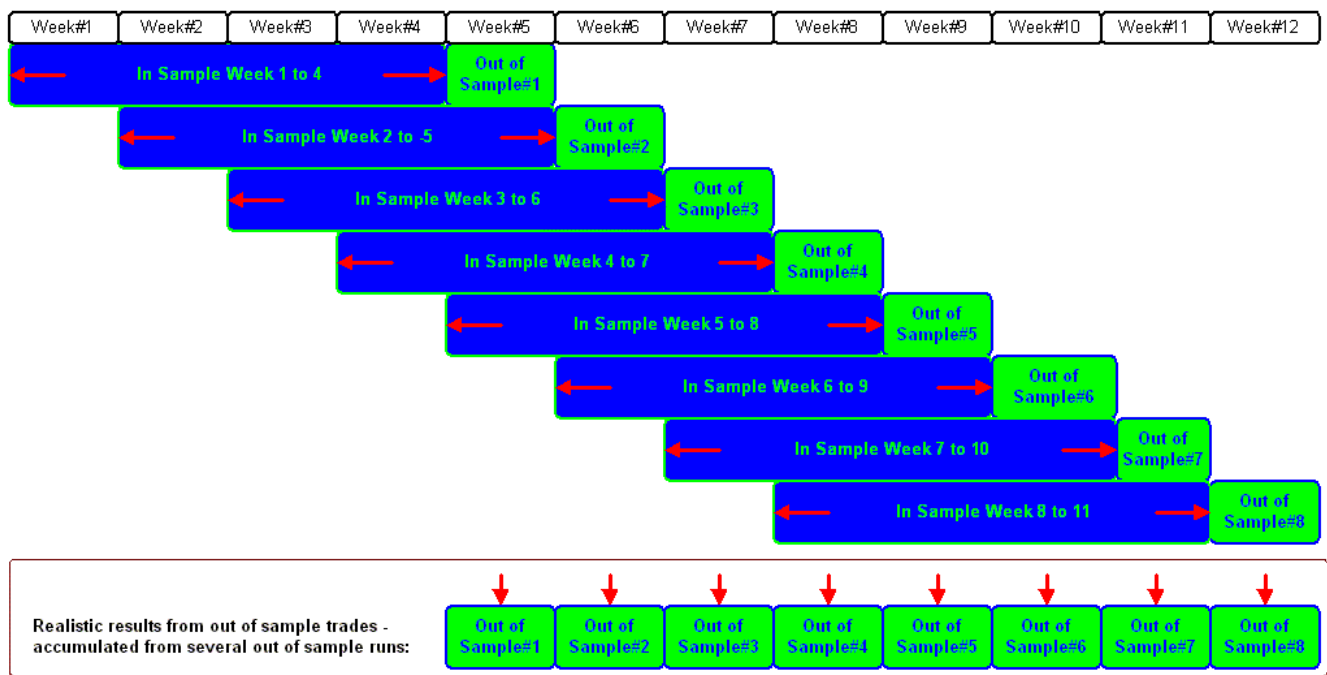 Week#1 Week#2 Week#3 Week#4 Week#5 Week#6 Week#7 Week#8 Week#9 Week#10 Week#11 Week#12
In Sample Week 1 to 4
Out of
Sample#1
In Sample Week 2 to -5
Out of
Sample#2
In Sample Week 3 to 6
Out of
Sample#3
In Sample Week 4 to 7
Out of
Sample#4
In Sample Week 5 to 8
Out of
Sample#5
In Sample Week 6 to 9
Out of
Sample#6
In Sample Week 7 to 10
Out of
Sample#7
In Sample Week 8 to 11
Out of
Sample#8
Realistic results from out of sample trades -
accumulated from several out of sample runs:
Out of
Sample#1
Out of
Sample#2
Out of
Sample#3
Out of
Sample#4
Out of
Sample#5
Out of
Sample#6
Out of
Sample#7
Out of
Sample#8